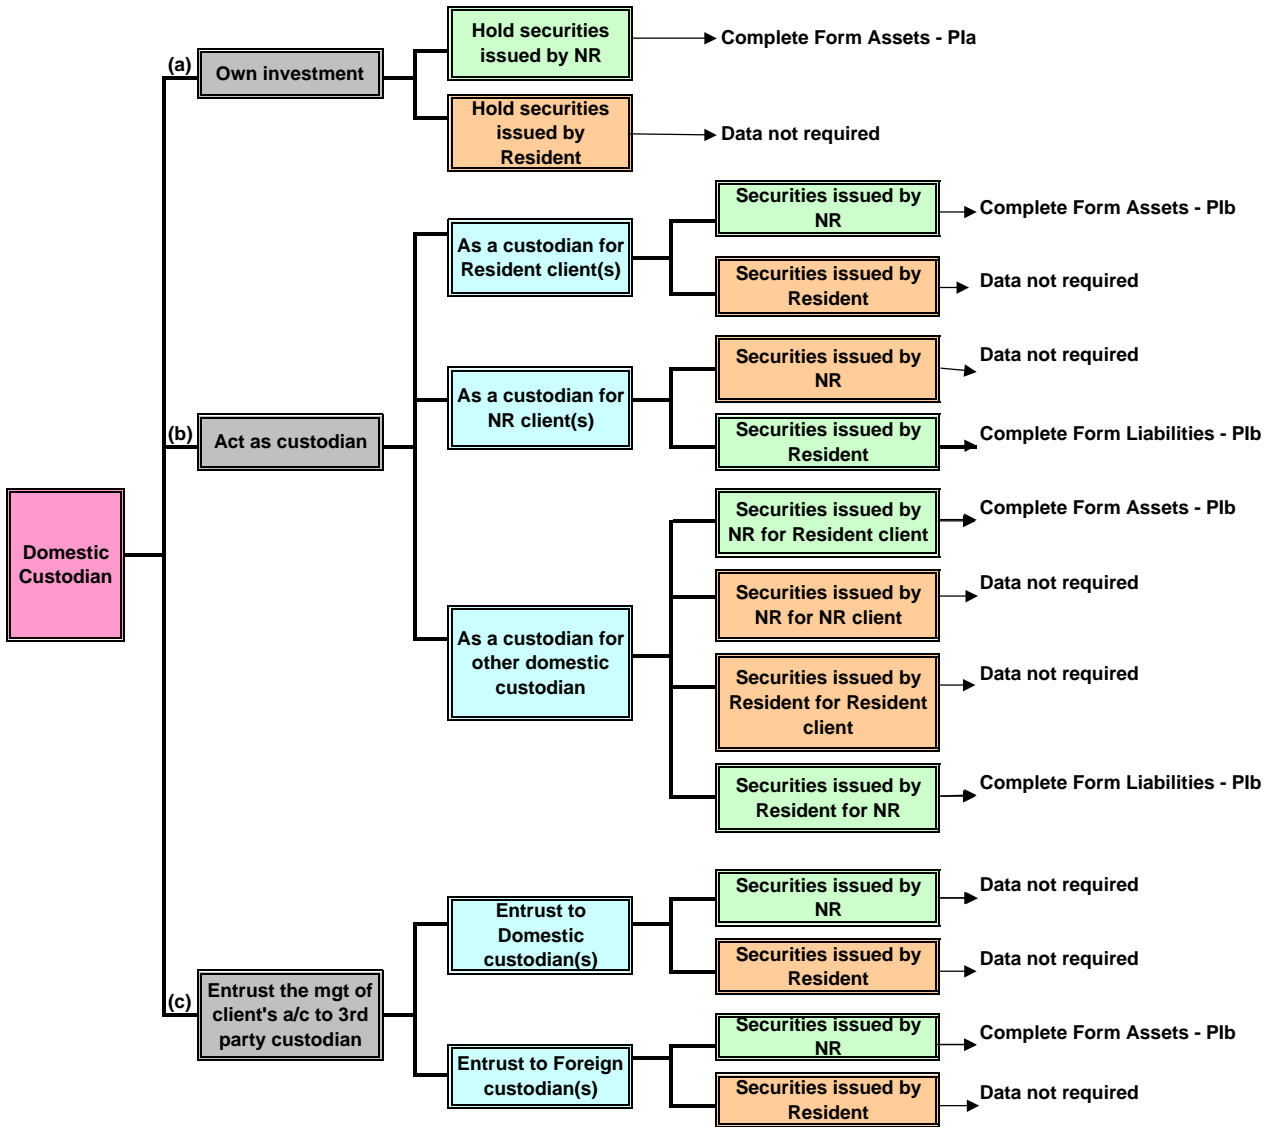 Hold securities
issued by NR
Complete Form Assets - PIa
(a)
Own investment
Hold securities
issued by
Resident
Data not required
Securities issued by
NR
Complete Form Assets - PIb
As a custodian for
Resident client(s)
Securities issued by
Resident
Data not required
Securities issued by
NR
Data not required
As a custodian for
NR client(s)
Securities issued by
Resident
Complete Form Liabilities - PIb
(b)
Act as custodian
Domestic
Custodian
Securities issued by
NR for Resident client
Complete Form Assets - PIb
Securities issued by
NR for NR client
Data not required
As a custodian for
other domestic
custodian
Securities issued by
Resident for Resident
client
Data not required
Securities issued by
Resident for NR
Complete Form Liabilities - PIb
Securities issued by
NR
Data not required
Entrust to
Domestic
custodian(s)
Securities issued by
Resident
Data not required
(c)
Entrust the mgt of
client's a/c to 3rd
party custodian
Securities issued by
NR
Complete Form Assets - PIb
Entrust to Foreign
custodian(s)
Securities issued by
Resident
Data not required